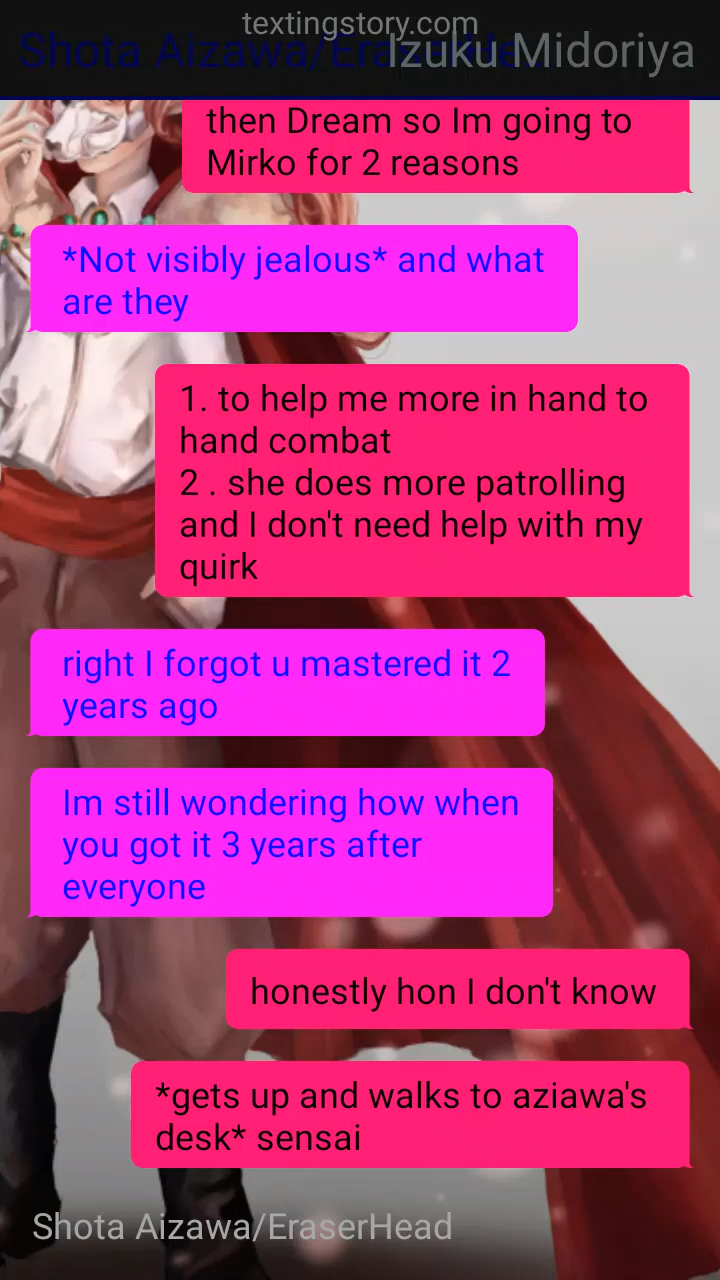 textingstory.com
Shota Aizawa/EraserHe
Izuku Midoriya
then Dream so Im going to
Mirko for 2 reasons
*Not visibly jealous* and what
are they
1. to help me more in hand to
hand combat
2 . she does more patrolling
and I don't need help with my
quirk
right I forgot u mastered it 2
years ago
Im still wondering how when
you got it 3 years after
everyone
honestly hon I don't know
*gets up and walks to aziawa's
desk* sensai
Shota Aizawa/EraserHead